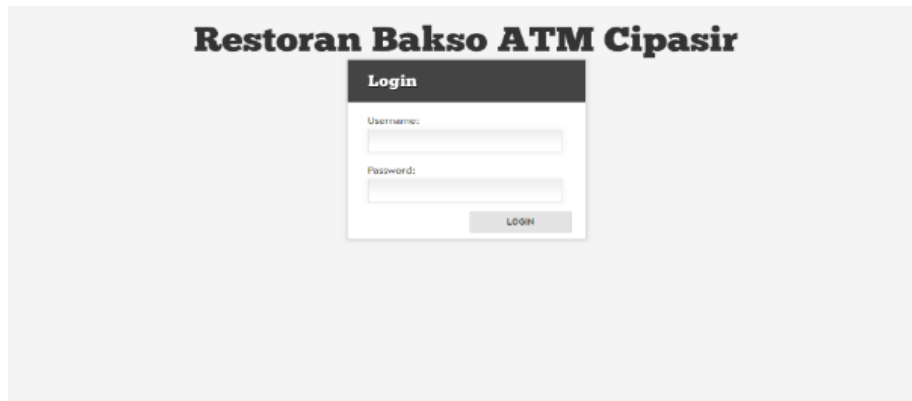 Restoran Bakso ATM Cipasir
Login
Username:
Password:
LOGIN